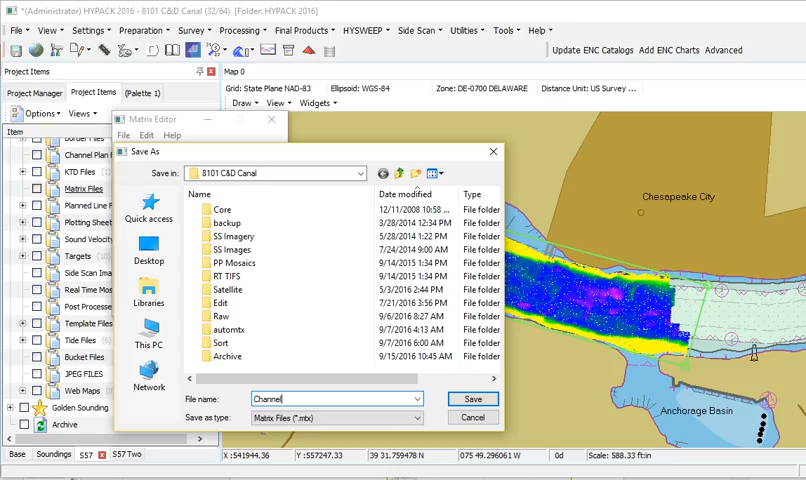 *(Administrator) HYPACK 2016 - 8101 C&D Canal (32/64)   [Folder: HYPACK 2016]
File View Settings Preparation Survey Processing Final Products HYSWEEP Side Scan Utilities Tools Help
Update ENC Catalogs Add ENC Charts Advanced
Project Items
Project Manager Project Items (Palette 1)
Options Views
Item
Border Files
Channel Plan F
KTD Files
Matrix Files
Planned Line F
Plotting Sheet
Sound Velocity
Targets (10
Side Scan Imag
Real Time Mos
Post Processe
Template Files
Tide Files
Bucket Files
JPEG FILES
Web Maps
Golden Sounding
Archive
Base Soundings S57 S57 Two
Map 0
Grid: State Plane NAD-83 Ellipsoid: WGS-84 Zone: DE-0700 DELAWARE Distance Unit: US Survey ...
Draw View Widgets
Matrix Editor
File Edit Help
Save As
Save in: 8101 C&D Canal
Quick access
Desktop
Libraries
This PC
Network
Name Date modified Type
Core 12/11/2008 10:58 ... File folder
backup 3/28/2014 12:34 PM File folder
SS Imagery 5/28/2014 1:22 PM File folder
SS Images 7/24/2014 9:00 AM File folder
PP Mosaics 9/14/2015 1:34 PM File folder
RT TIFS 9/14/2015 1:34 PM File folder
Satellite 5/3/2016 2:44 PM File folder
Edit 7/21/2016 3:56 PM File folder
Raw 9/6/2016 8:27 AM File folder
automtx 9/7/2016 4:13 AM File folder
Sort 9/7/2016 6:00 AM File folder
Archive 9/15/2016 10:45 AM File folder
File name: Channel Save
Save as type: Matrix Files (*.mtx) Cancel
Chesapeake City
Anchorage Basin
X :541944.36 Y :557247.33 39 31.759478 N 075 49.296061 W 0d Scale: 588.33 ft:in